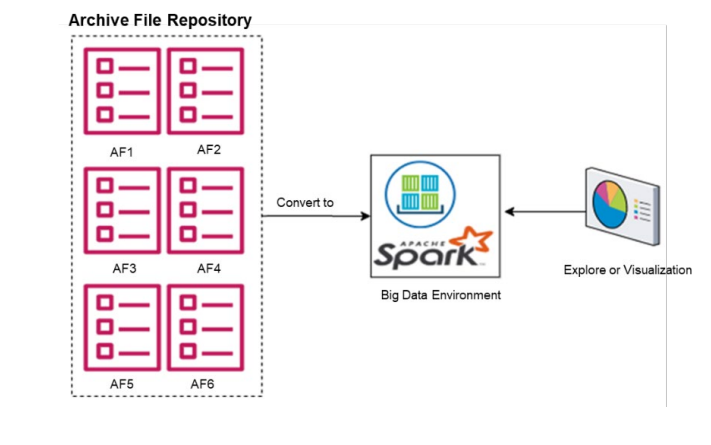 Archive File Repository
AF1
AF2
Convert to
APACHE
Spark
AF3
AF4
Big Data Environment
Explore or Visualization
AF5
AF6